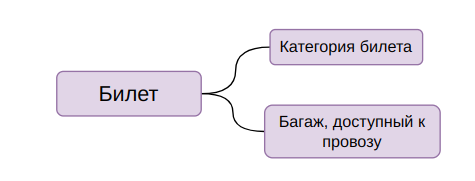 Билет
Категория билета
Багаж, доступный к
провозу